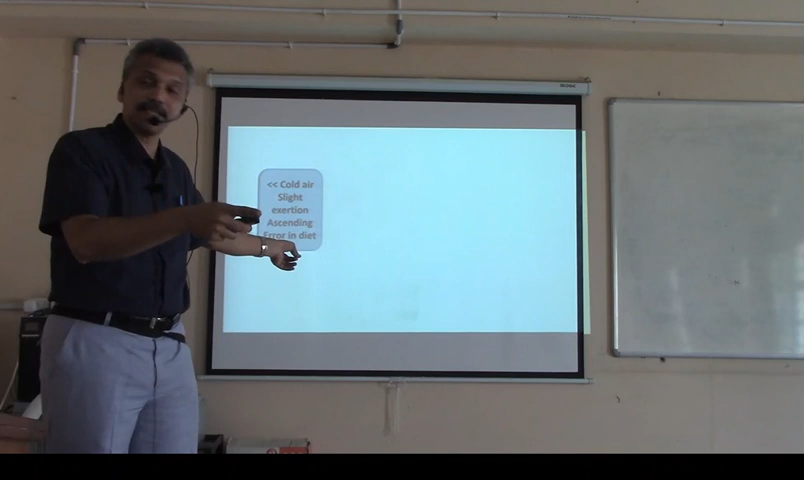 << Cold air
Slight
exertion
Ascending
Error in diet